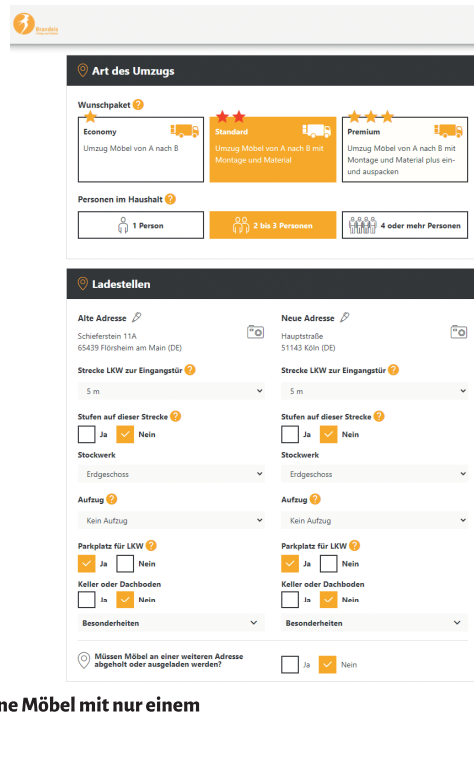 Brandeis
Art des Umzugs
Wunschpaket ?
Economy
Umzug Möbel von A nach B
Standard
Umzug Möbel von A nach B mit
Montage und Material
Premium
Umzug Möbel von A nach B mit
Montage und Material plus ein-
und auspacken
Personen im Haushalt ?
1 Person
2 bis 3 Personen
4 oder mehr Personen
Ladestellen
Alte Adresse
Schieferstein 11A
65439 Flörsheim am Main (DE)
Strecke LKW zur Eingangstür ?
5 m
Stufen auf dieser Strecke ?
Ja Nein
Stockwerk
Erdgeschoss
Aufzug ?
Kein Aufzug
Parkplatz für LKW ?
Ja Nein
Keller oder Dachboden
Ja Nein
Besonderheiten
Neue Adresse
Hauptstraße
51143 Köln (DE)
Strecke LKW zur Eingangstür ?
5 m
Stufen auf dieser Strecke ?
Ja Nein
Stockwerk
Erdgeschoss
Aufzug ?
Kein Aufzug
Parkplatz für LKW ?
Ja Nein
Keller oder Dachboden
Ja Nein
Besonderheiten
Müssen Möbel an einer weiteren Adresse
abgeholt oder ausgeladen werden?
Ja Nein
ne Möbel mit nur einem